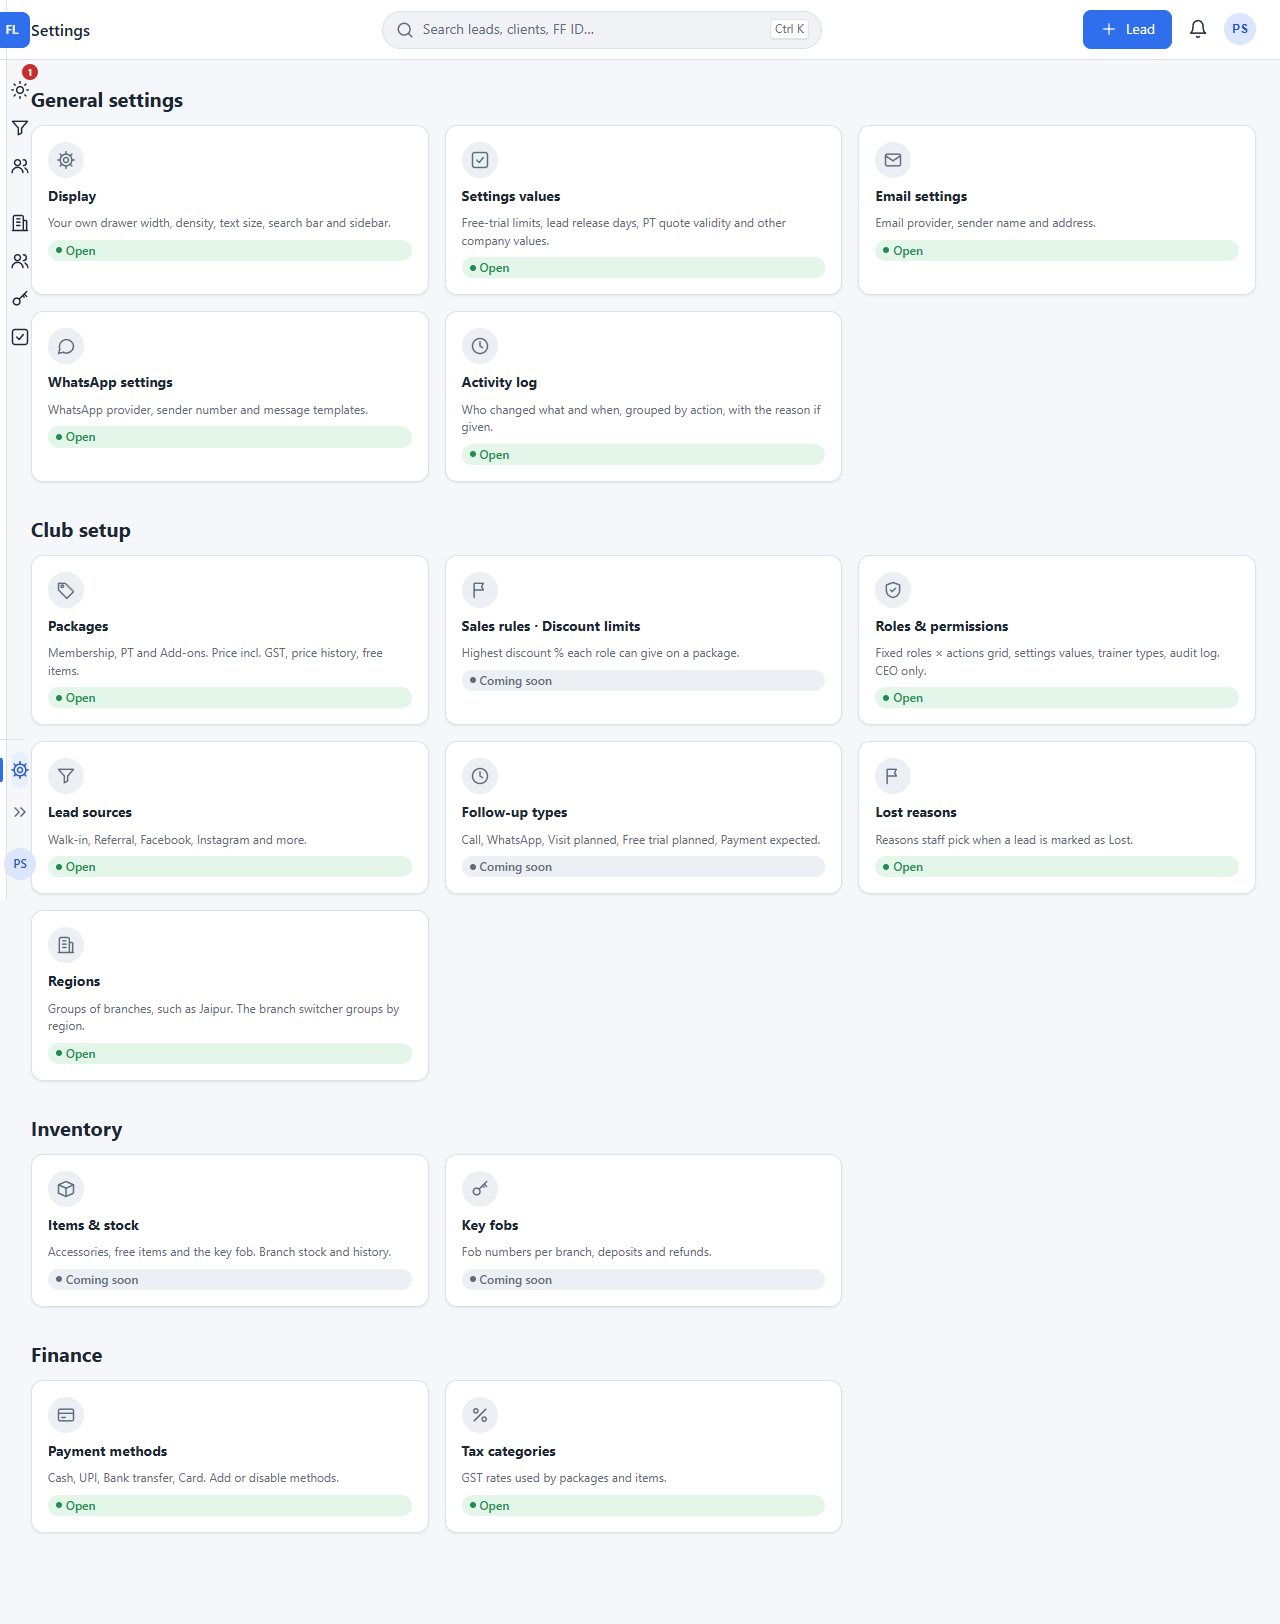 FL
Settings
Search leads, clients, FF ID...
Ctrl K
+ Lead
PS
1
General settings
Display
Your own drawer width, density, text size, search bar and sidebar.
Open
Settings values
Free-trial limits, lead release days, PT quote validity and other
company values.
Open
Email settings
Email provider, sender name and address.
Open
WhatsApp settings
WhatsApp provider, sender number and message templates.
Open
Activity log
Who changed what and when, grouped by action, with the reason if
given.
Open
Club setup
Packages
Membership, PT and Add-ons. Price incl. GST, price history, free
items.
Open
Sales rules · Discount limits
Highest discount % each role can give on a package.
Coming soon
Roles & permissions
Fixed roles × actions grid, settings values, trainer types, audit log.
CEO only.
Open
Lead sources
Walk-in, Referral, Facebook, Instagram and more.
Open
Follow-up types
Call, WhatsApp, Visit planned, Free trial planned, Payment expected.
Coming soon
Lost reasons
Reasons staff pick when a lead is marked as Lost.
Open
PS
Regions
Groups of branches, such as Jaipur. The branch switcher groups by
region.
Open
Inventory
Items & stock
Accessories, free items and the key fob. Branch stock and history.
Coming soon
Key fobs
Fob numbers per branch, deposits and refunds.
Coming soon
Finance
Payment methods
Cash, UPI, Bank transfer, Card. Add or disable methods.
Open
Tax categories
GST rates used by packages and items.
Open